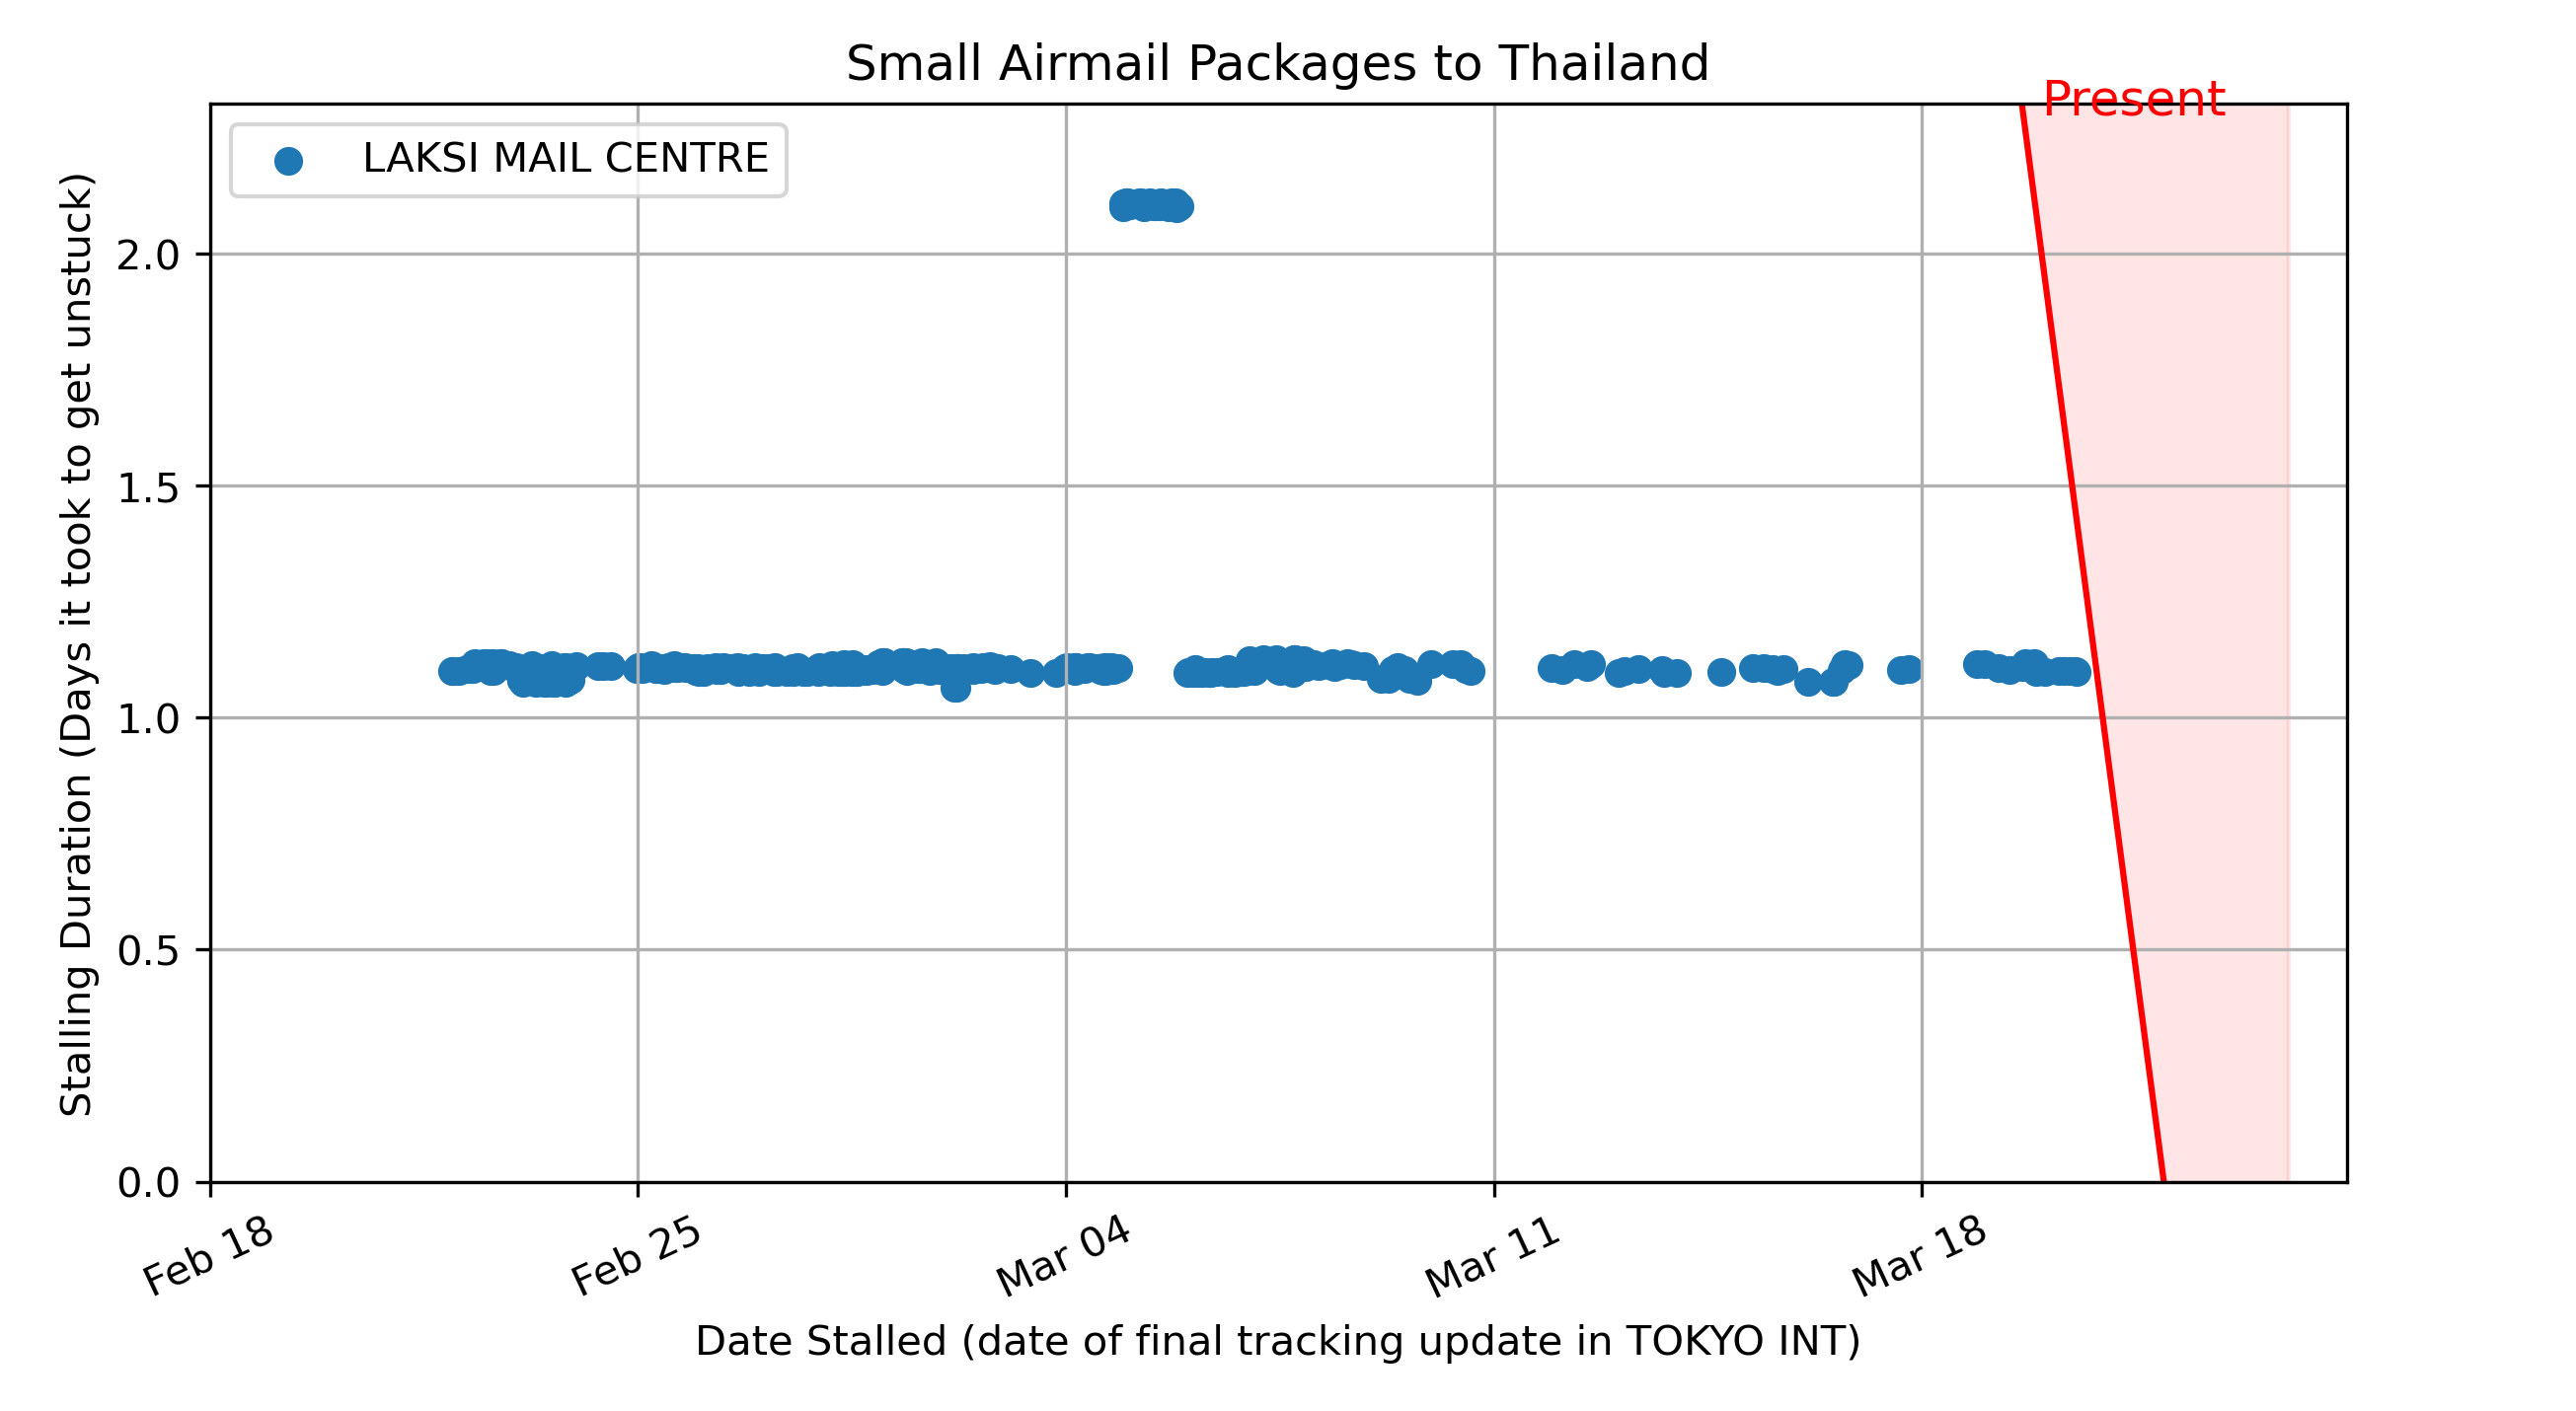 Small Airmail Packages to Thailand
Present
LAKSI MAIL CENTRE
Stalling Duration (Days it took to get unstuck)
2.0
1.5
1.0
0.5
0.0
Feb 18
Feb 25
Mar 04
Mar 11
Mar 18
Date Stalled (date of final tracking update in TOKYO INT)